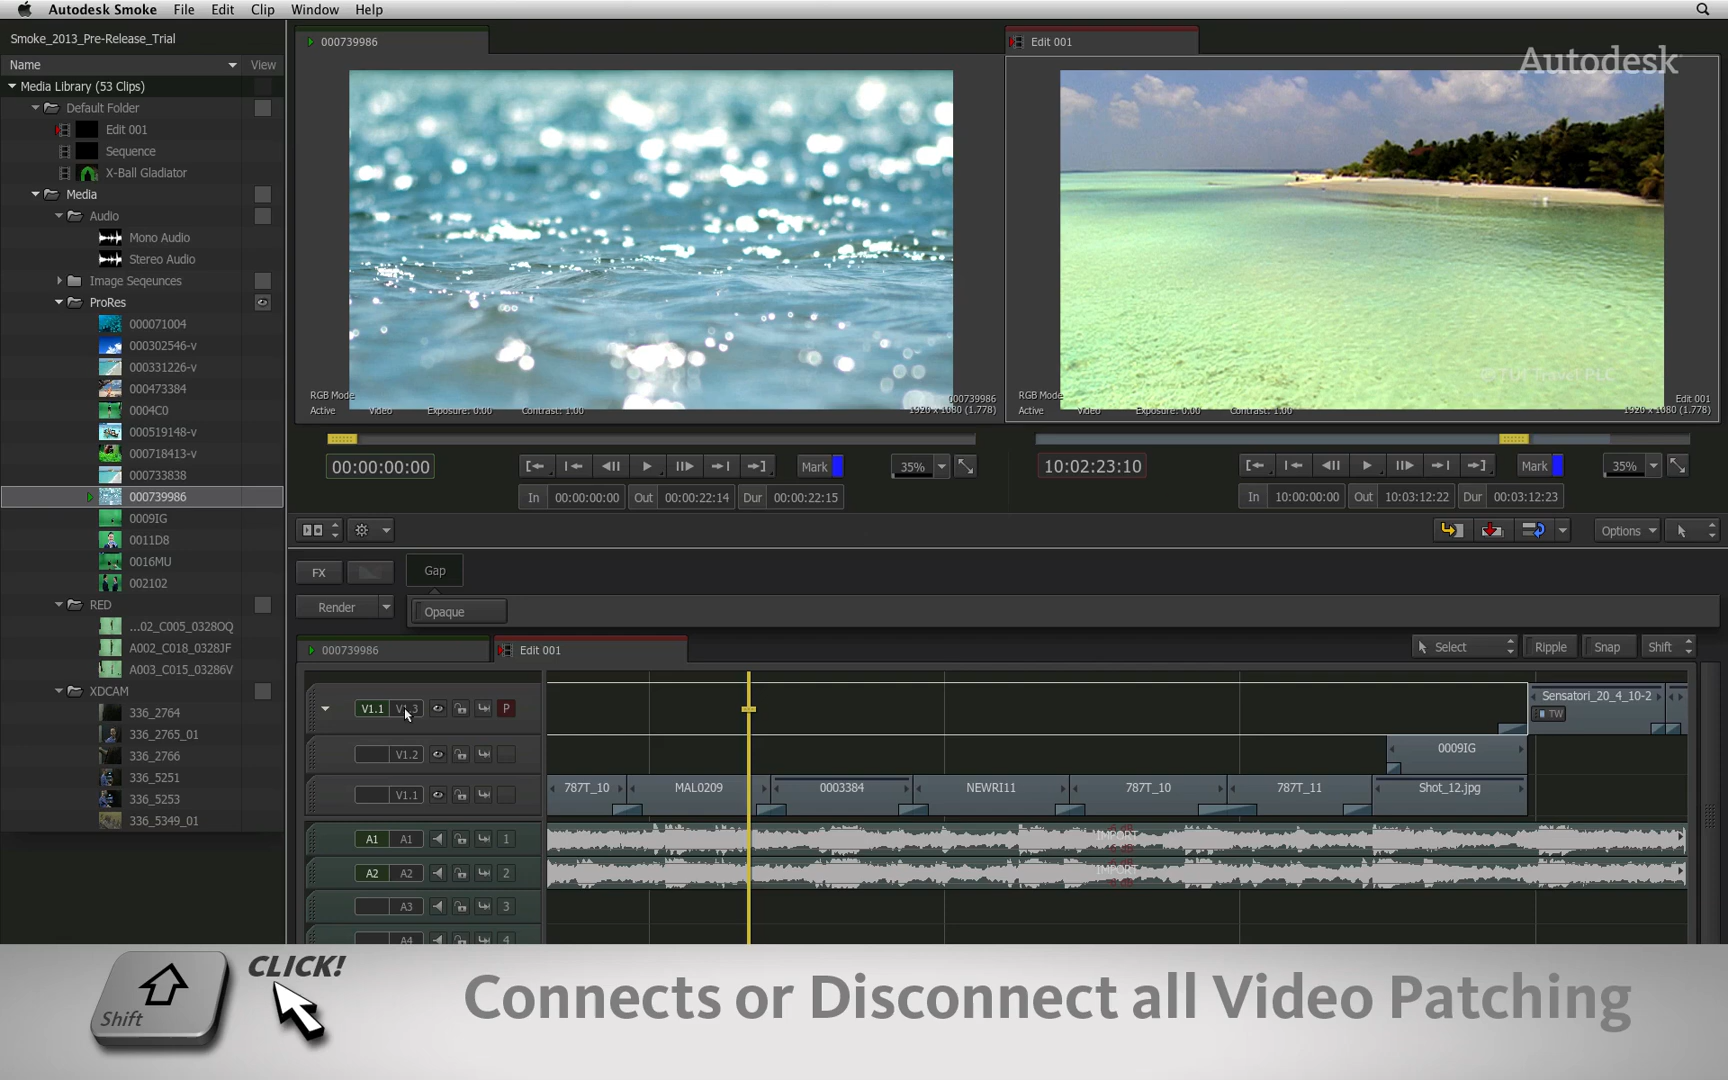 Autodesk Smoke File Edit Clip Window Help
Smoke_2013_Pre-Release_Trial
Name View
Media Library (53 Clips)
Default Folder
Edit 001
Sequence
X-Ball Gladiator
Media
Audio
Mono Audio
Stereo Audio
Image Seqeunces
ProRes
000071004
000302546-v
000331226-v
000473384
0004C0
000519148-v
000718413-v
000733838
000739986
0009IG
0011D8
0016MU
002102
RED
...02_C005_0328OQ
A002_C018_0328JF
A003_C015_03286V
XDCAM
336_2764
336_2765_01
336_2766
336_5251
336_5253
336_5349_01
000739986
Edit 001
Autodesk
© TUI Travel PLC
RGB Mode 000739986
Active Video Exposure: 0.00 Contrast: 1.00 1920 x 1080 (1.778)
RGB Mode Edit 001
Active Video Exposure: 0.00 Contrast: 1.00 1920 x 1080 (1.778)
00:00:00:00 Mark 35%
In 00:00:00:00 Out 00:00:22:14 Dur 00:00:22:15
10:02:23:10 Mark 35%
In 10:00:00:00 Out 10:03:12:22 Dur 00:03:12:23
Options
FX Gap
Render Opaque
000739986 Edit 001 Select Ripple Snap Shift
V1.1 P Sensatori_20_4_10-2
TW
V1.2 0009IG
V1.1 787T_10 MAL0209 0003384 NEWRI11 787T_10 787T_11 Shot_12.jpg
A1 A1 1 IMPORT
A2 A2 2 IMPORT
A3 3
A4 4
CLICK!
Shift
Connects or Disconnect all Video Patching